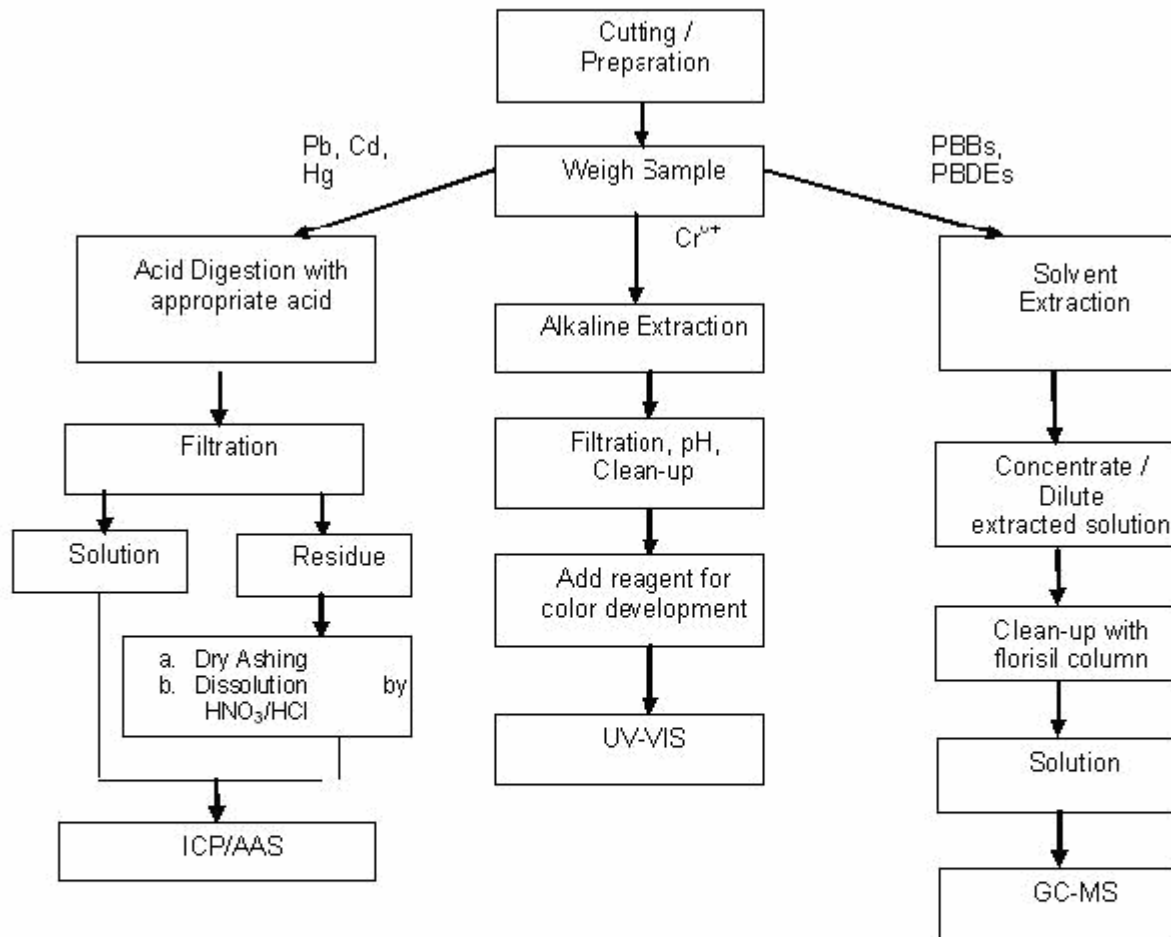 Cutting /
Preparation
Pb, Cd,
Hg
Weigh Sample
PBBs,
PBDEs
Cr⁶⁺
Acid Digestion with
appropriate acid
Alkaline Extraction
Solvent
Extraction
Filtration
Filtration, pH,
Clean-up
Concentrate /
Dilute
extracted solution
Solution
Residue
Add reagent for
color development
Clean-up with
florisil column
a. Dry Ashing
b. Dissolution by
HNO₃/HCl
UV-VIS
Solution
ICP/AAS
GC-MS